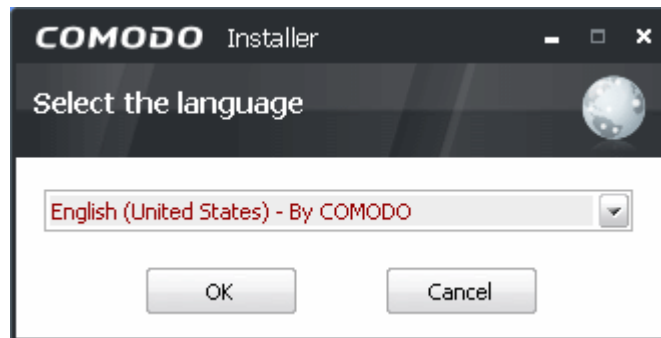 COMODO Installer
Select the language
English (United States) - By COMODO
OK Cancel